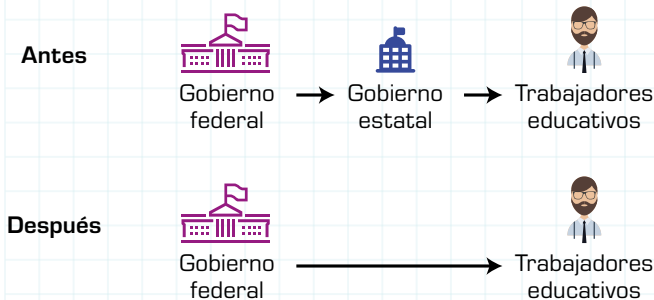 Antes
Gobierno federal
Gobierno estatal
Trabajadores educativos
Después
Gobierno federal
Trabajadores educativos